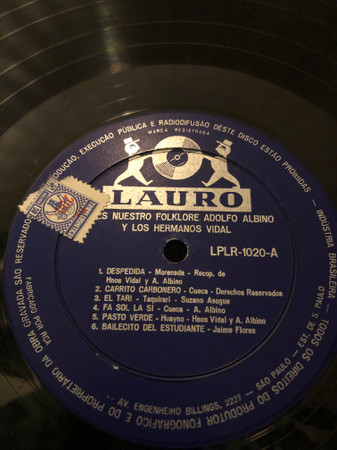 REPRODUÇÃO, EXECUÇÃO PÚBLICA E RADIODIFUSÃO DESTE DISCO ESTÃO PROIBIDAS - INDÚSTRIA BRASILEIRA
MARCA REGISTRADA
LAURO
ES NUESTRO FOLKLORE ADOLFO ALBINO
Y LOS HERMANOS VIDAL
LPLR-1020-A
1. DESPEDIDA - Morenada - Recop. de
Hnos Vidal y A. Albino
2. CARRITO CARBONERO - Cueca - Derechos Reservados
3. EL TARI - Taquirari - Suzano Asogue
4. FA SOL LA SI - Cueca - A. Albino
5. PASTO VERDE - Huayno - Hnos Vidal y A. Albino
6. BAILECITO DEL ESTUDIANTE - Jaime Flores
TODOS OS DIREITOS DO PRODUTOR FONOGRÁFICO E DO PROPRIETÁRIO DA OBRA GRAVADA SÃO RESERVADOS
FABRICADO POR RCA
AV. ENGENHEIRO BILLINGS, 2227 - SÃO PAULO - EST. DE S. PAULO